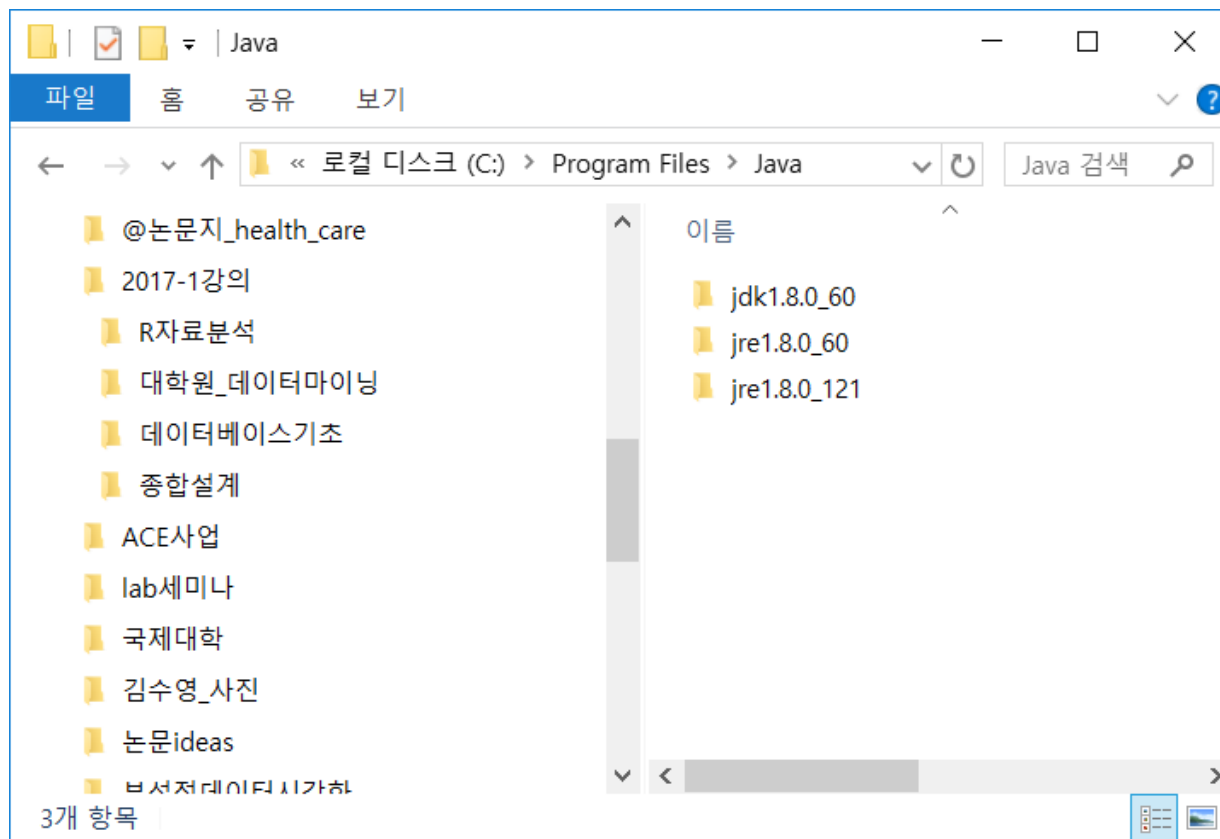 Java
파일 홈 공유 보기
« 로컬 디스크 (C:) > Program Files > Java
Java 검색
@논문지_health_care
2017-1강의
R자료분석
대학원_데이터마이닝
데이터베이스기초
종합설계
ACE사업
lab세미나
국제대학
김수영_사진
논문ideas
이름
jdk1.8.0_60
jre1.8.0_60
jre1.8.0_121
3개 항목